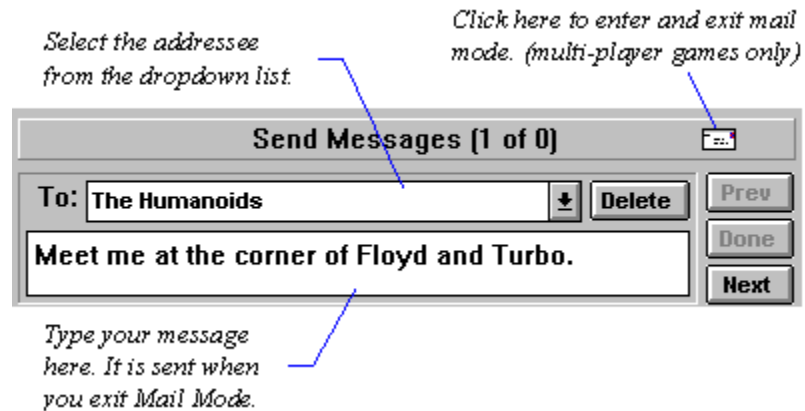 Select the addressee
from the dropdown list.
Click here to enter and exit mail
mode. (multi-player games only)
Send Messages (1 of 0)
To: The Humanoids Delete Prev
Meet me at the corner of Floyd and Turbo. Done
Next
Type your message
here. It is sent when
you exit Mail Mode.